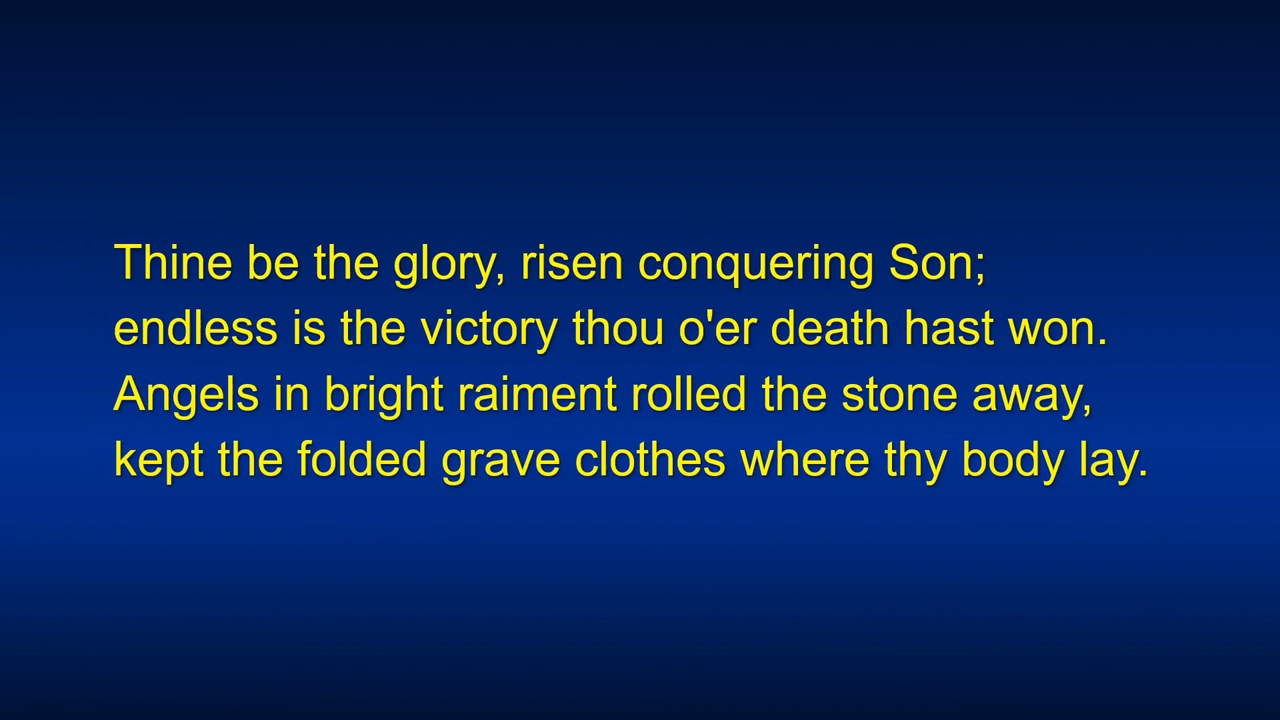 Thine be the glory, risen conquering Son;
endless is the victory thou o'er death hast won.
Angels in bright raiment rolled the stone away,
kept the folded grave clothes where thy body lay.